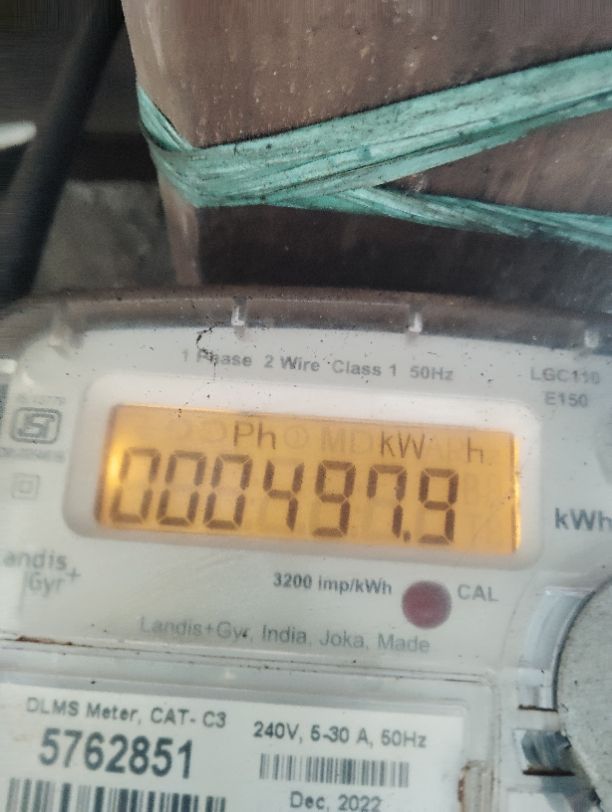 1 Phase 2 Wire Class 1 50Hz
LGC110
E150
Ph MD kW h
000497.9
kWh
Landis
Gyr+
3200 imp/kWh
CAL
Landis+Gyr, India, Joka, Made
DLMS Meter, CAT- C3
240V, 5-30 A, 50Hz
5762851
Dec, 2022